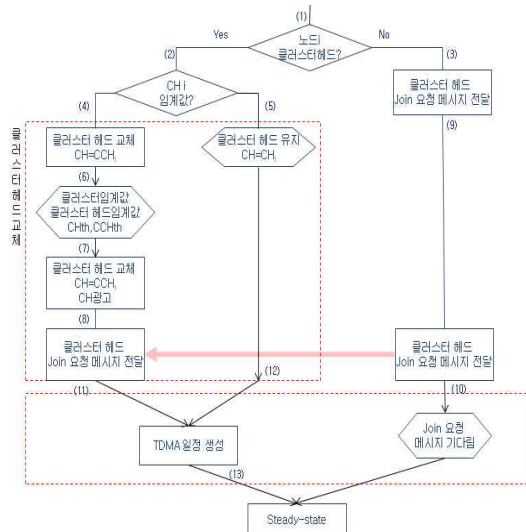 (1)
Yes
노드i
클러스터헤드?
No
(2)
(3)
CH i
임계값?
클러스터 헤드
Join 요청 메시지 전달
(4)
(5)
(9)
클러스터헤드교체
클러스터 헤드 교체
CH=CCHi
클러스터 헤드 유지
CH=CHi
(6)
클러스터임계값
클러스터 헤드임계값
CHth,CCHth
(7)
클러스터 헤드 교체
CH=CCHi
CH광고
(8)
클러스터 헤드
Join 요청 메시지 전달
클러스터 헤드
Join 요청 메시지 전달
(11)
(12)
(10)
TDMA 일정 생성
Join 요청
메시지 기다림
(13)
Steady-state